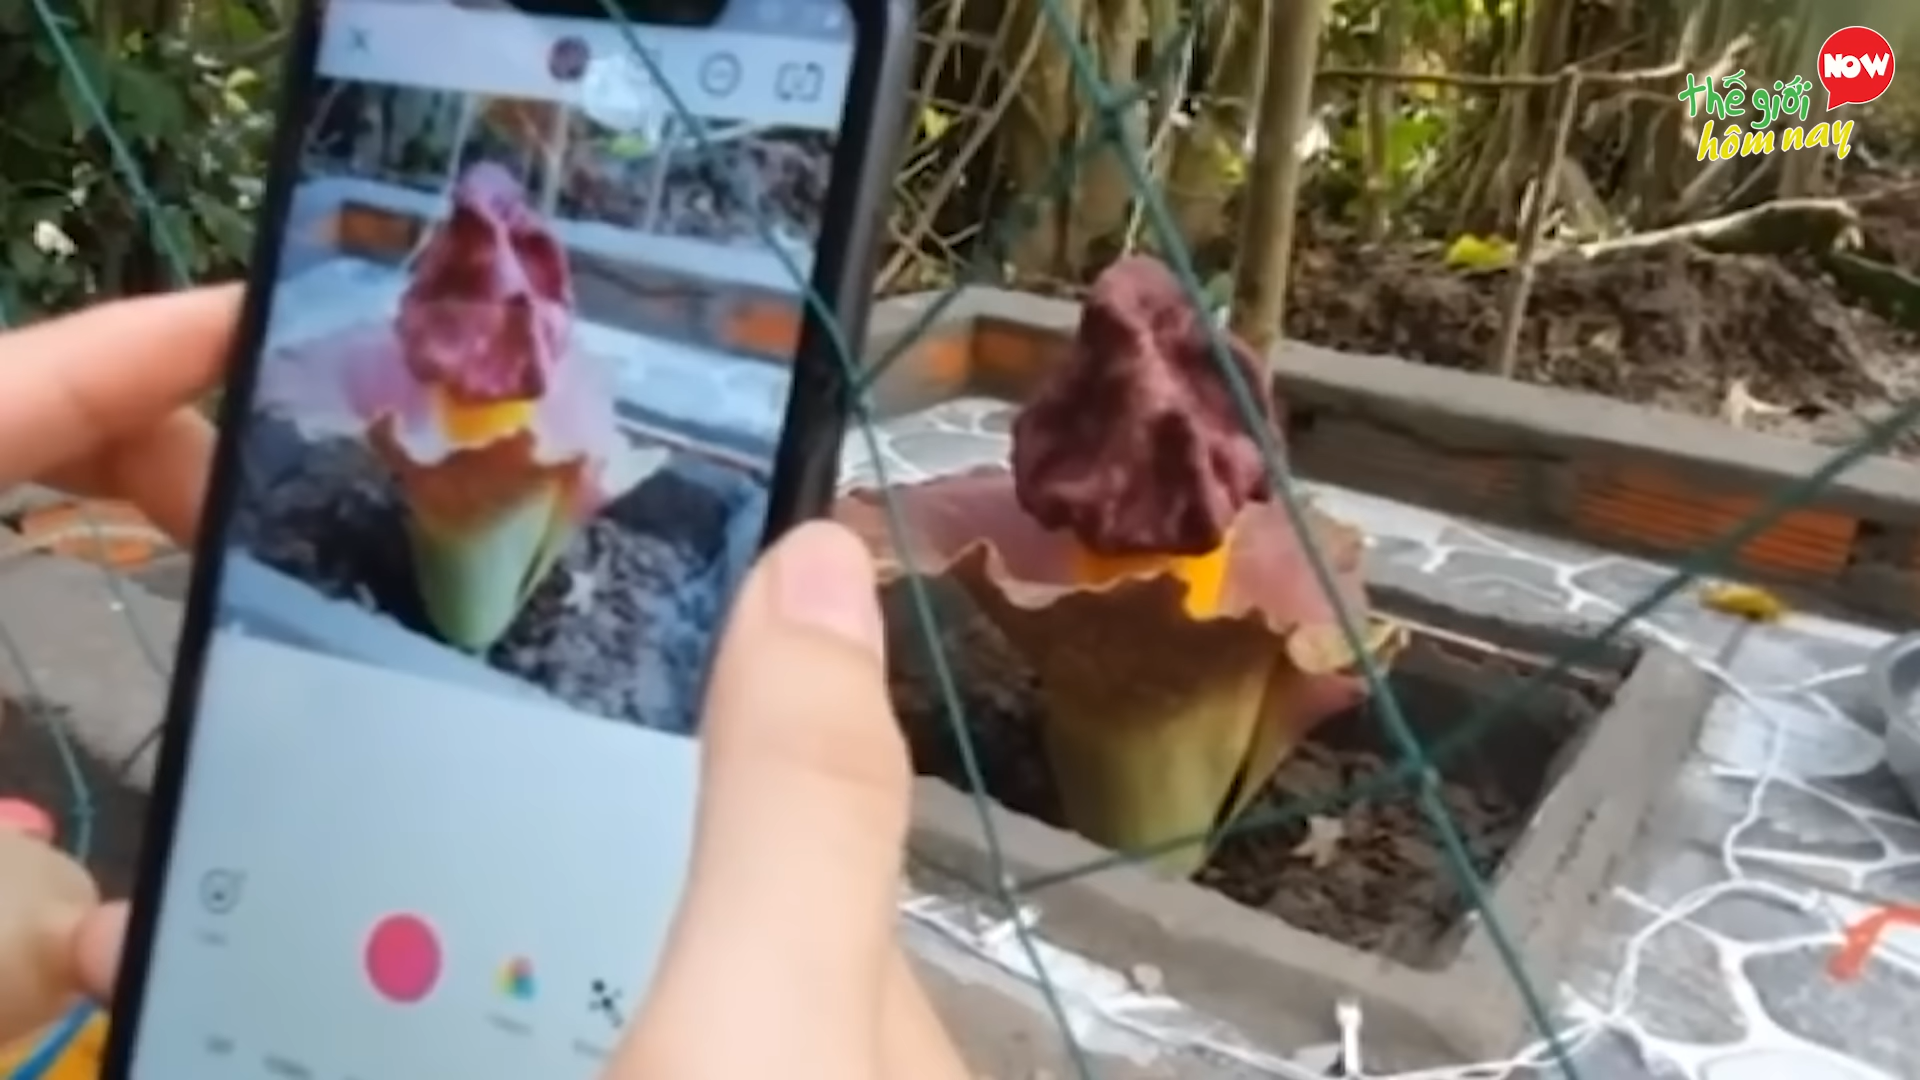 NOW
thế giới
hôm nay